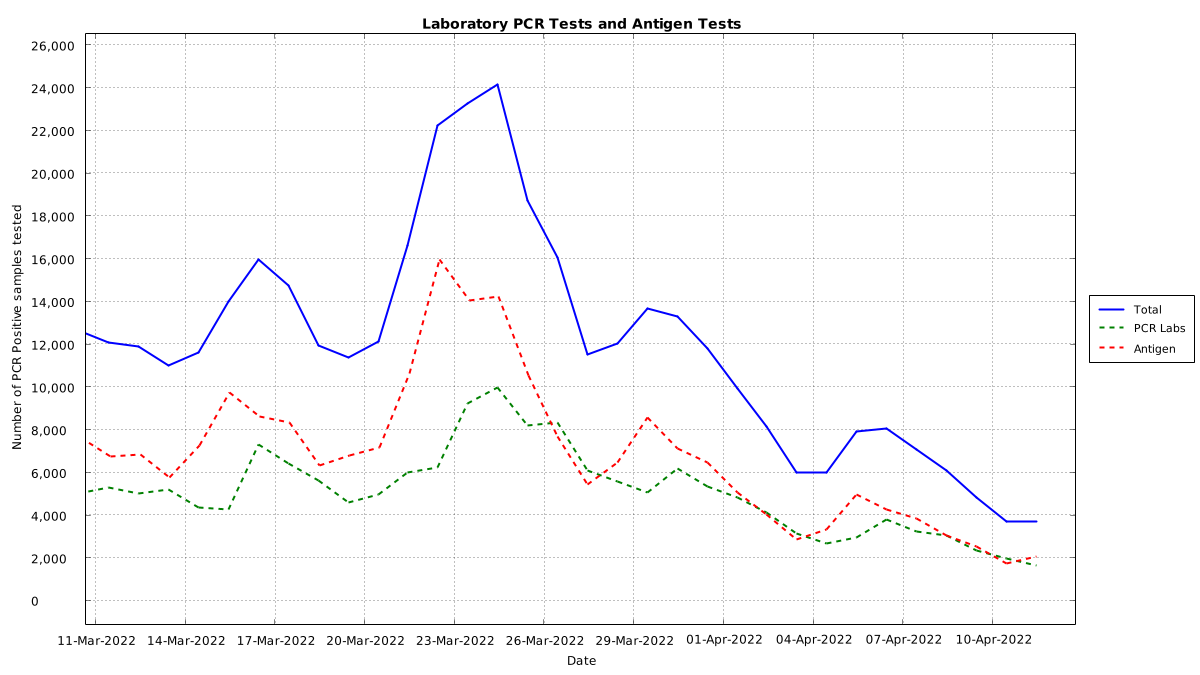 Laboratory PCR Tests and Antigen Tests
Number of PCR Positive samples tested
26,000
24,000
22,000
20,000
18,000
16,000
14,000
12,000
10,000
8,000
6,000
4,000
2,000
0
11-Mar-2022 14-Mar-2022 17-Mar-2022 20-Mar-2022 23-Mar-2022 26-Mar-2022 29-Mar-2022 01-Apr-2022 04-Apr-2022 07-Apr-2022 10-Apr-2022
Date
Total
PCR Labs
Antigen